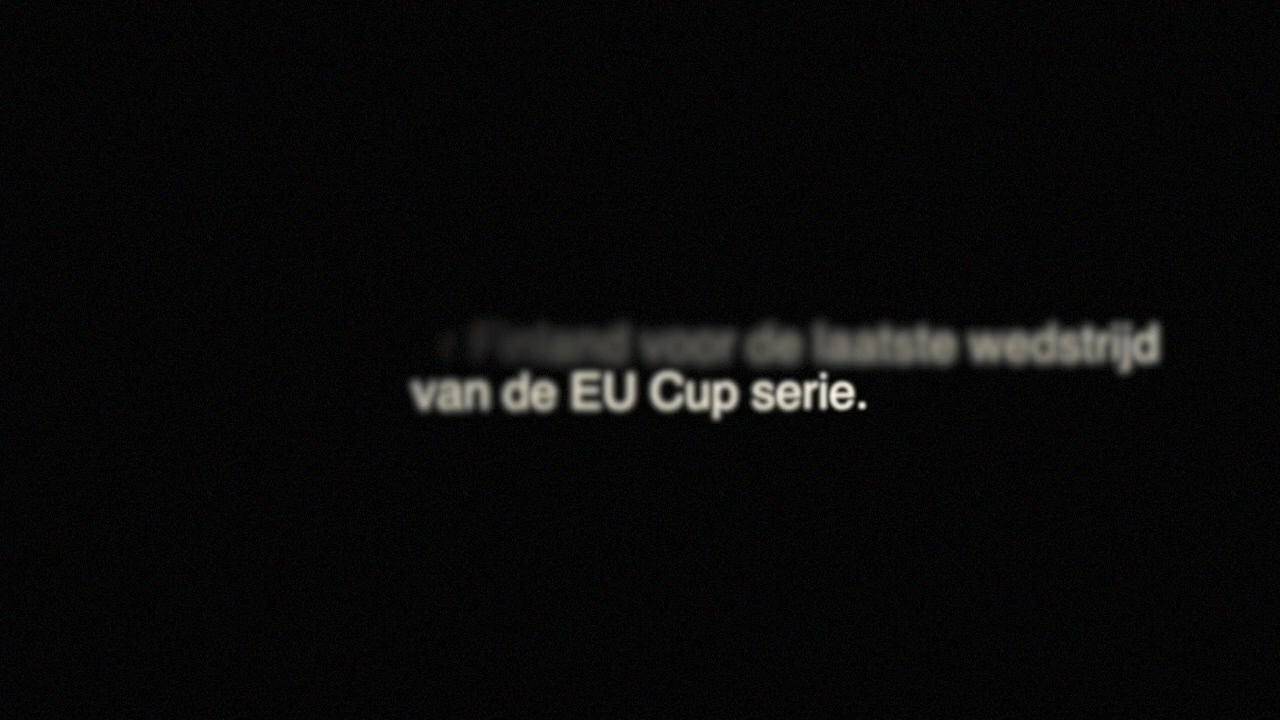 Finland voor de laatste wedstrijd
van de EU Cup serie.